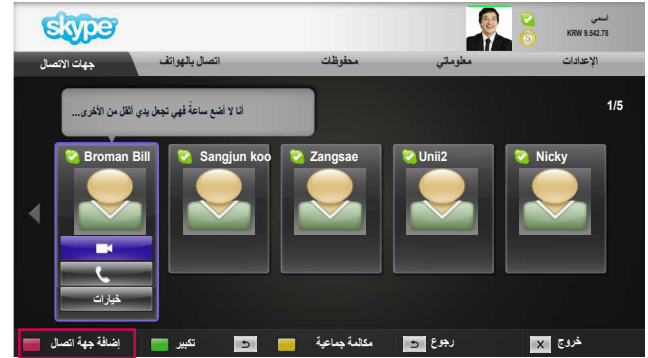 skype
اسمي
KRW 9.542.78
جهات الاتصال
اتصال بالهواتف
محفوظات
معلوماتي
الإعدادات
أنا لا أضع ساعةً فهي تجعل يدي أثقل من الأخرى...
1/5
Broman Bill
Sangjun koo
Zangsae
Unii2
Nicky
خيارات
إضافة جهة اتصال
تكبير
مكالمة جماعية
رجوع
X خروج